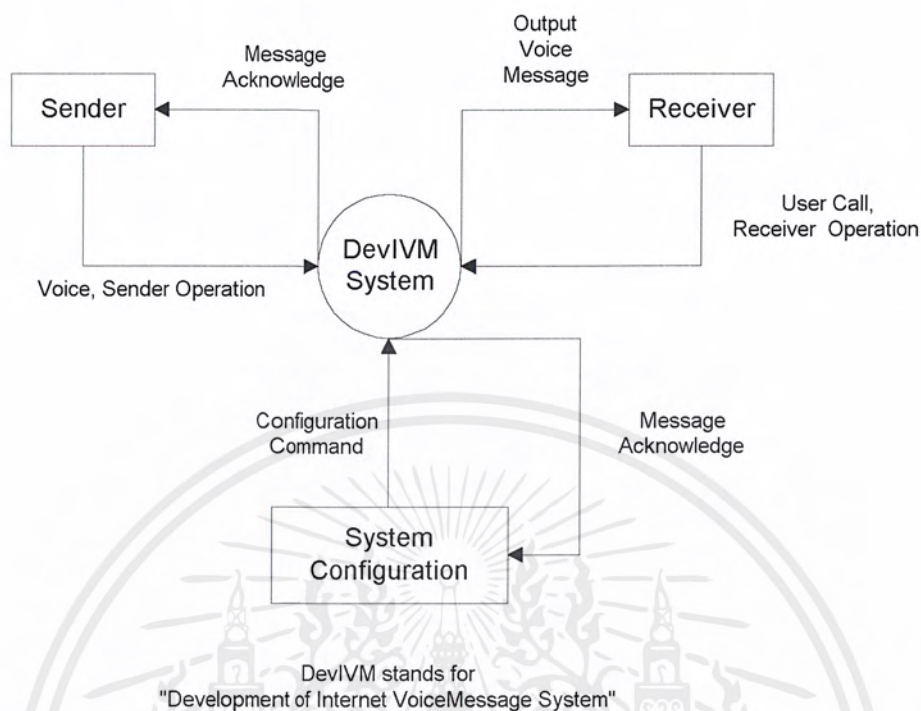 Message
Acknowledge
Output
Voice
Message
Sender
Receiver
User Call,
Receiver Operation
DevIVM
System
Voice, Sender Operation
Configuration
Command
Message
Acknowledge
System
Configuration
DevIVM stands for
"Development of Internet VoiceMessage System"